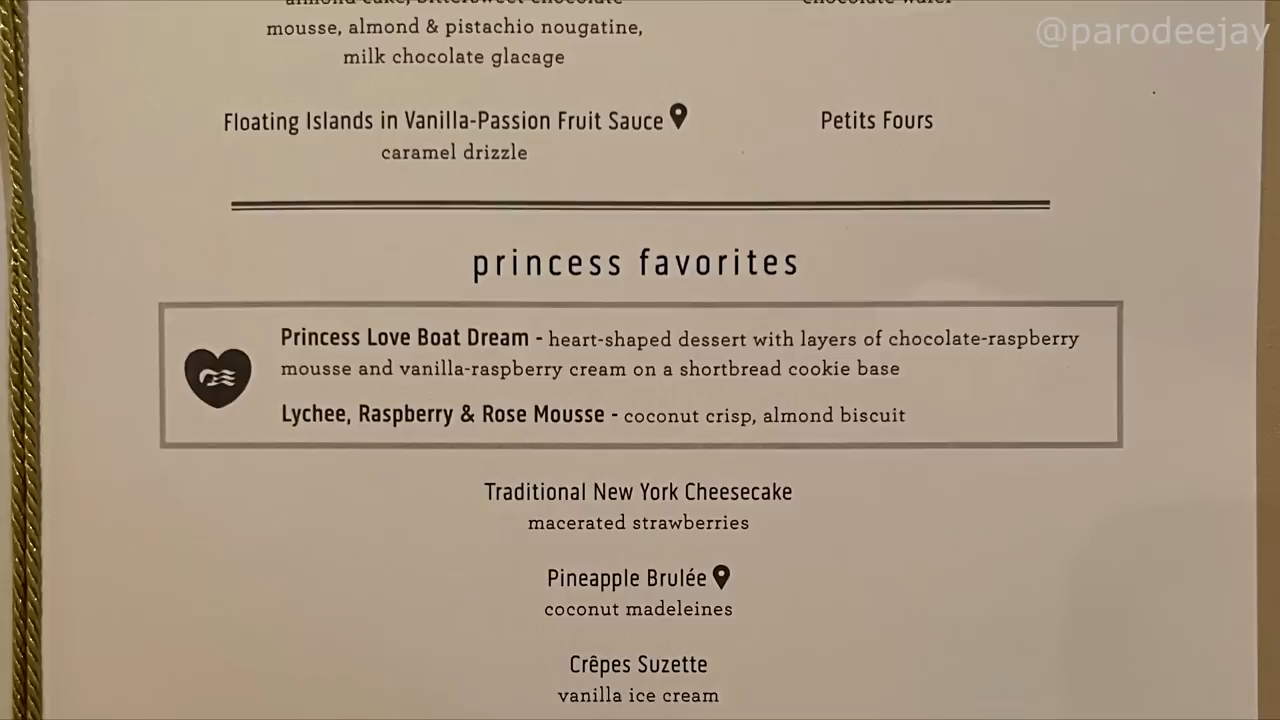 @parodeejay
mousse, almond & pistachio nougatine,
milk chocolate glacage
Floating Islands in Vanilla-Passion Fruit Sauce
caramel drizzle
Petits Fours
princess favorites
Princess Love Boat Dream - heart-shaped dessert with layers of chocolate-raspberry
mousse and vanilla-raspberry cream on a shortbread cookie base
Lychee, Raspberry & Rose Mousse - coconut crisp, almond biscuit
Traditional New York Cheesecake
macerated strawberries
Pineapple Brulée
coconut madeleines
Crêpes Suzette
vanilla ice cream